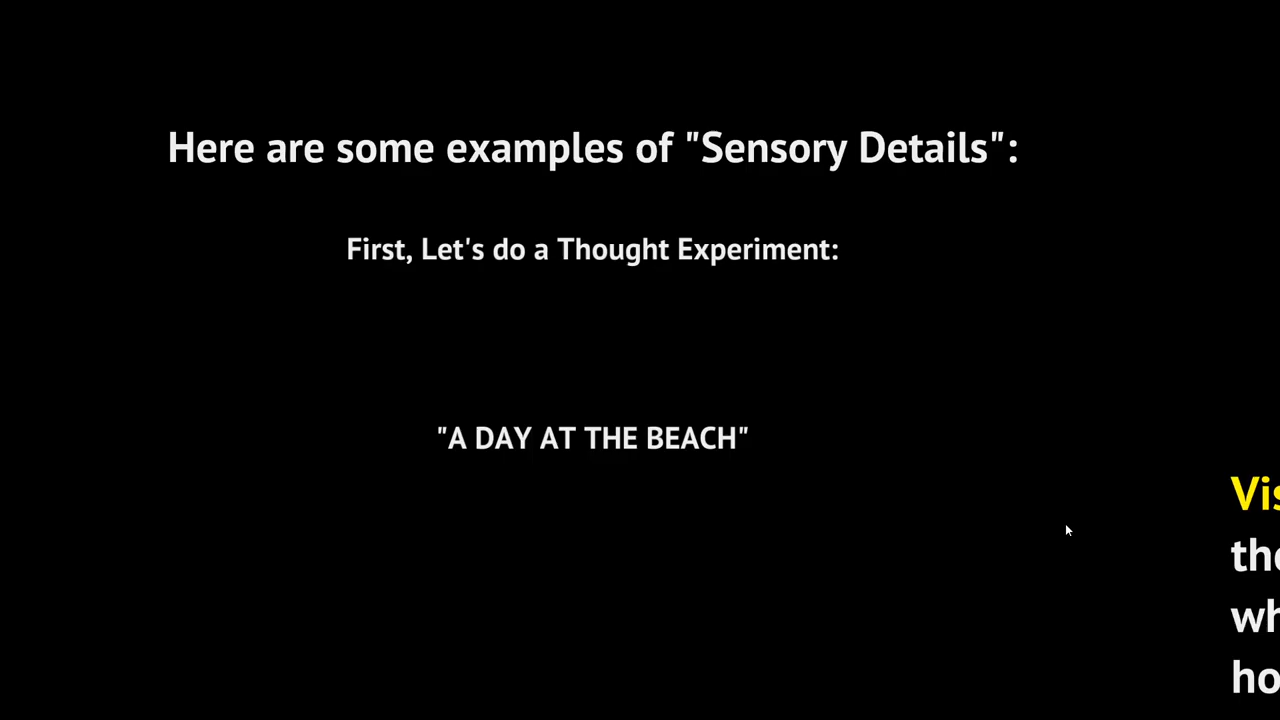 Here are some examples of "Sensory Details":
First, Let's do a Thought Experiment:
"A DAY AT THE BEACH"